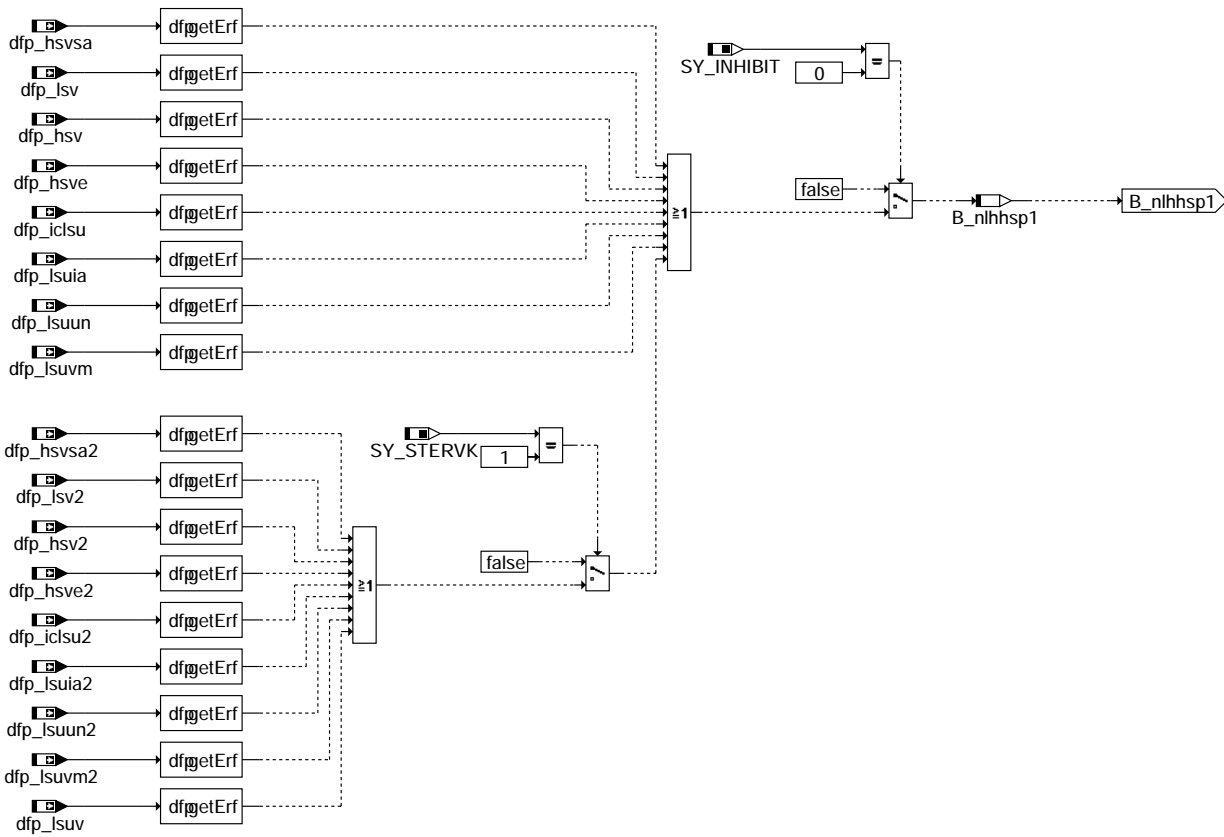 dfp_hsvsa
dfpgetErf
dfp_lsv
dfpgetErf
dfp_hsv
dfpgetErf
dfp_hsve
dfpgetErf
dfp_iclsu
dfpgetErf
dfp_lsuia
dfpgetErf
dfp_lsuun
dfpgetErf
dfp_lsuvm
dfpgetErf
≧1
SY_INHIBIT
0
=
false
B_nlhhsp1
B_nlhhsp1
dfp_hsvsa2
dfpgetErf
dfp_lsv2
dfpgetErf
dfp_hsv2
dfpgetErf
dfp_hsve2
dfpgetErf
dfp_iclsu2
dfpgetErf
dfp_lsuia2
dfpgetErf
dfp_lsuun2
dfpgetErf
dfp_lsuvm2
dfpgetErf
dfp_lsuv
dfpgetErf
≧1
SY_STERVK
1
=
false